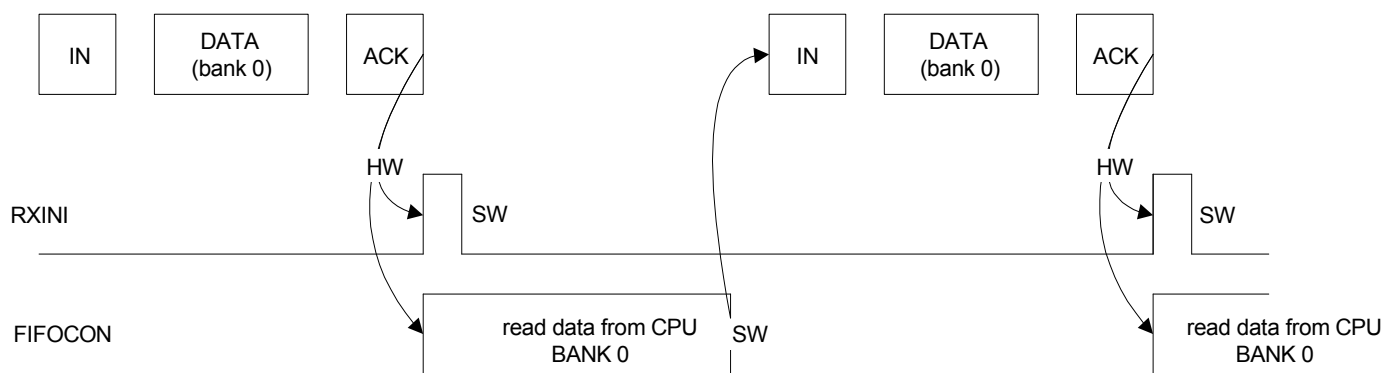 IN
DATA
(bank 0)
ACK
IN
DATA
(bank 0)
ACK
HW
HW
RXINI
SW
SW
FIFOCON
read data from CPU
BANK 0
SW
read data from CPU
BANK 0